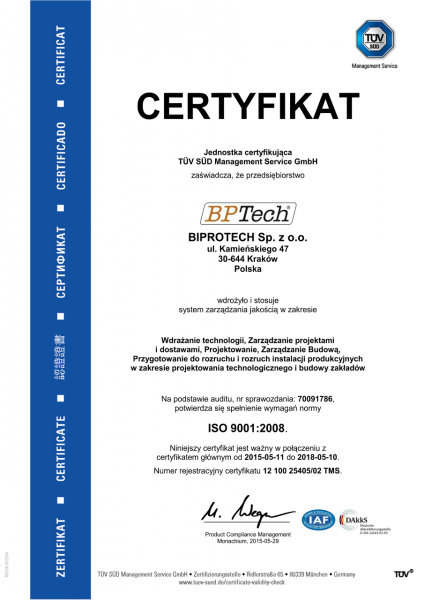 TÜV
SÜD
Management Service
CERTYFIKAT
Jednostka certyfikująca
TÜV SÜD Management Service GmbH
zaświadcza, że przedsiębiorstwo
BPTech®
BIPROTECH Sp. z o.o.
ul. Kamieńskiego 47
30-644 Kraków
Polska
wdrożyło i stosuje
system zarządzania jakością w zakresie
Wdrażanie technologii, Zarządzanie projektami
i dostawami, Projektowanie, Zarządzanie Budową,
Przygotowanie do rozruchu i rozruch instalacji produkcyjnych
w zakresie projektowania technologicznego i budowy zakładów
Na podstawie auditu, nr sprawozdania: 70091786,
potwierdza się spełnienie wymagań normy
ISO 9001:2008.
Niniejszy certyfikat jest ważny w połączeniu z
certyfikatem głównym od 2015-05-11 do 2018-05-10.
Numer rejestracyjny certyfikatu 12 100 25405/02 TMS.
Product Compliance Management
Monachium, 2015-05-29
IAF
DAkkS
Deutsche
Akkreditierungsstelle
TÜV SÜD Management Service GmbH • Zertifizierungsstelle • Ridlerstraße 65 • 80339 München • Germany
www.tuev-sued.de/certificate-validity-check
TÜV®
ZERTIFIKAT ■ CERTIFICATE ■ 認證證書 ■ СЕРТИФИКАТ ■ CERTIFICADO ■ CERTIFICAT